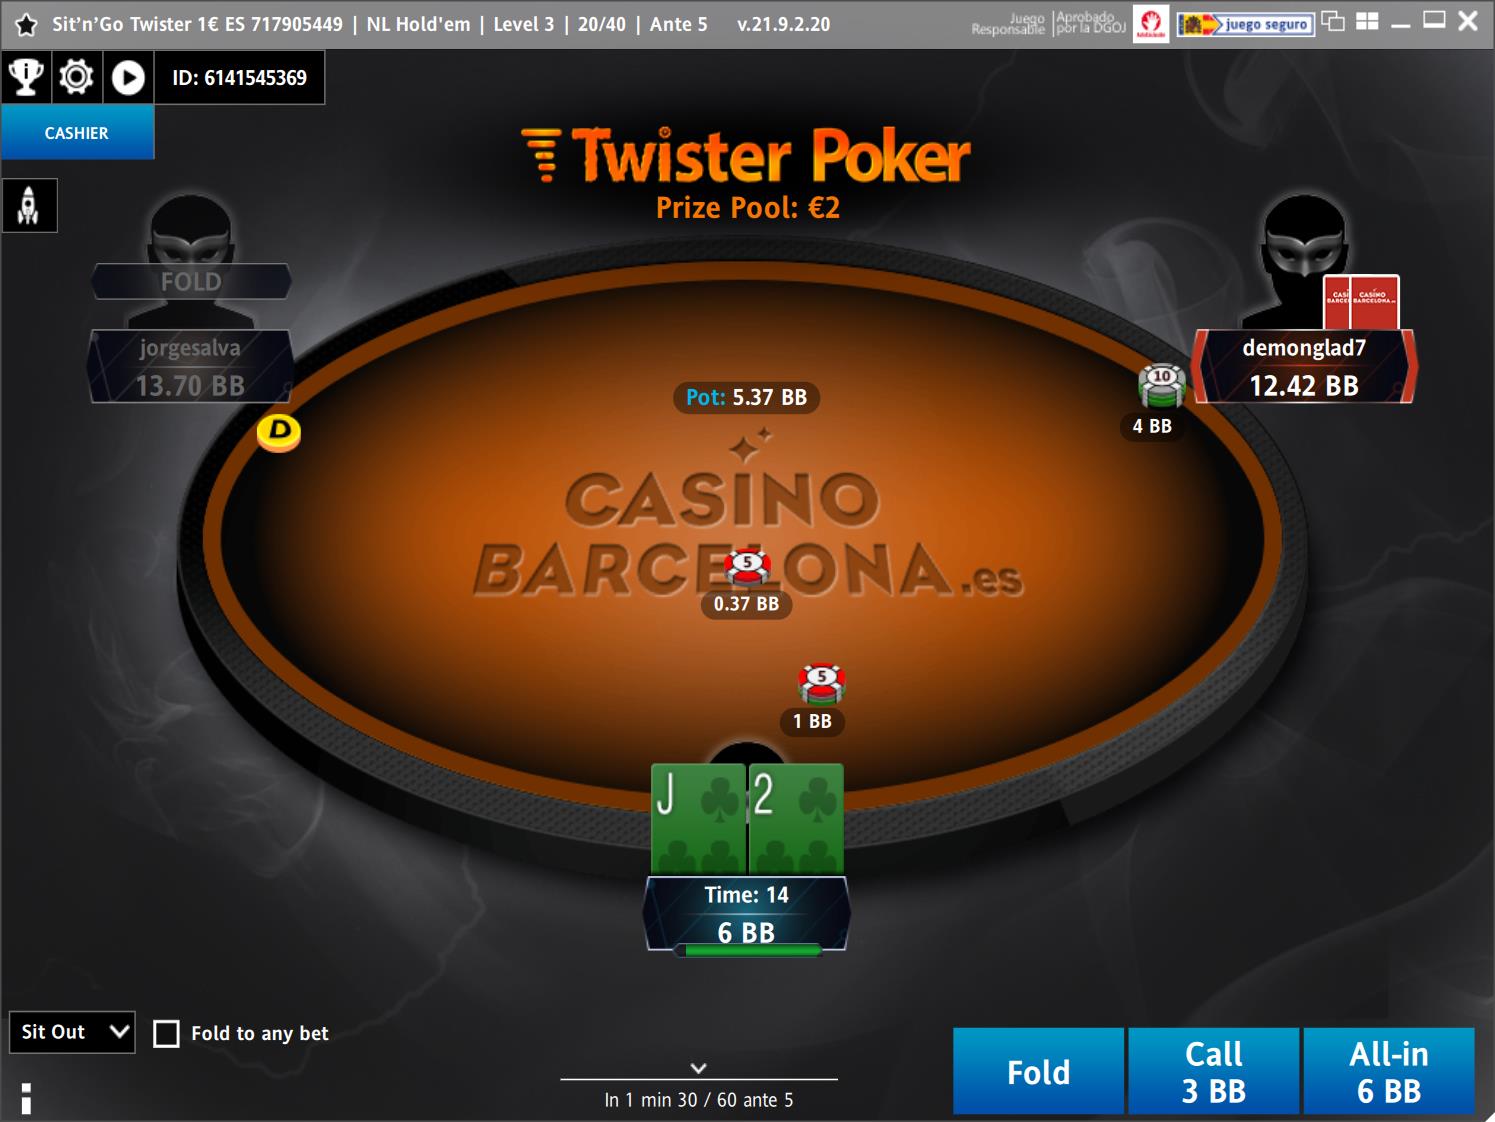 Sit'n'Go Twister 1€ ES 717905449 | NL Hold'em | Level 3 | 20/40 | Ante 5 v.21.9.2.20
Juego Responsable
Aprobado por la DGOJ
juego seguro
ID: 6141545369
CASHIER
Twister Poker
Prize Pool: €2
FOLD
jorgesalva
13.70 BB
D
CASINO BARCELONA.es
demonglad7
12.42 BB
10
4 BB
Pot: 5.37 BB
CASINO
BARCELONA.es
5
0.37 BB
5
1 BB
J 2
Time: 14
6 BB
Sit Out
Fold to any bet
In 1 min 30 / 60 ante 5
Fold
Call
3 BB
All-in
6 BB